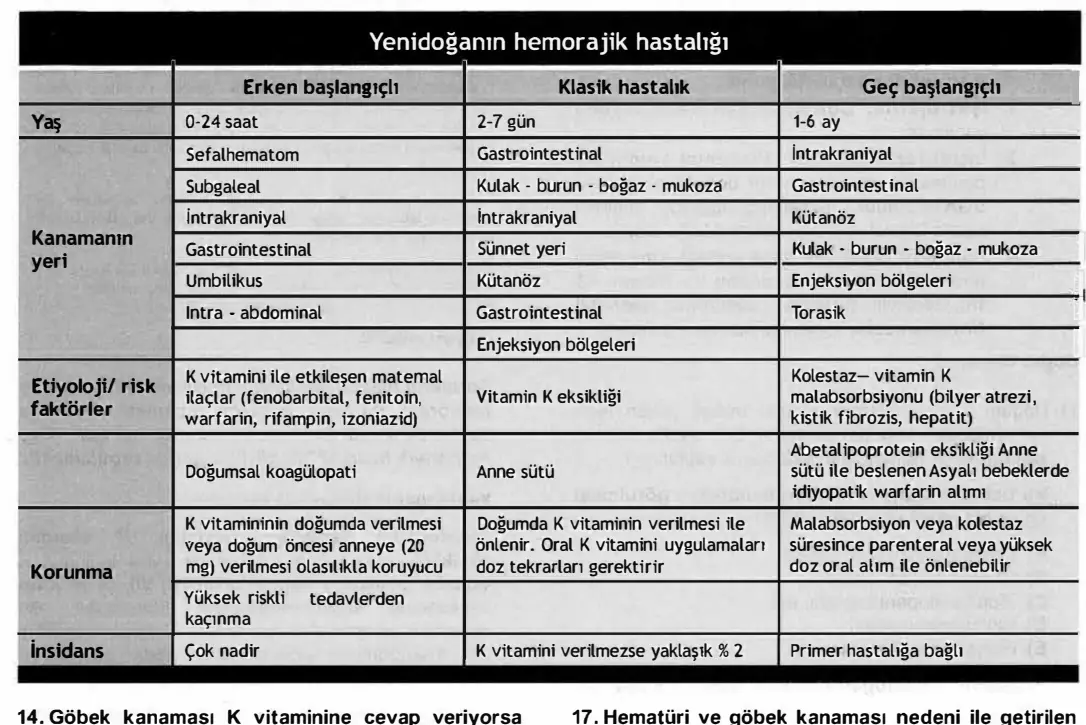 Yenidoğanın hemorajik hastalığı
Erken başlangıçlı
Klasik hastalık
Geç başlangıçlı
Yaş
0-24 saat
2-7 gün
1-6 ay
Kanamanın
yeri
Sefalhematom
Gastrointestinal
İntrakraniyal
Subgaleal
Kulak - burun - boğaz - mukoza
Gastrointestinal
İntrakraniyal
İntrakraniyal
Kütanöz
Gastrointestinal
Sünnet yeri
Kulak - burun - boğaz - mukoza
Umbilikus
Kütanöz
Enjeksiyon bölgeleri
Intra - abdominal
Gastrointestinal
Torasik
Enjeksiyon bölgeleri
Etiyoloji/ risk
faktörler
K vitamini ile etkileşen maternal
ilaçlar (fenobarbital, fenitoin,
warfarin, rifampin, izoniazid)
Vitamin K eksikliği
Kolestaz— vitamin K
malabsorbsiyonu (bilyer atrezi,
kistik fibrozis, hepatit)
Doğumsal koagülopati
Anne sütü
Abetalipoprotein eksikliği Anne
sütü ile beslenen Asyalı bebeklerde
idiyopatik warfarin alımı
Korunma
K vitamininin doğumda verilmesi
veya doğum öncesi anneye (20
mg) verilmesi olasılıkla koruyucu
Doğumda K vitaminin verilmesi ile
önlenir. Oral K vitamini uygulamaları
doz tekrarları gerektirir
Malabsorbsiyon veya kolestaz
süresince parenteral veya yüksek
doz oral alım ile önlenebilir
Yüksek riskli tedavlerden
kaçınma
İnsidans
Çok nadir
K vitamini verilmezse yaklaşık % 2
Primer hastalığa bağlı
14. Göbek kanaması K vitaminine cevap veriyorsa
17. Hematüri ve göbek kanaması nedeni ile getirilen